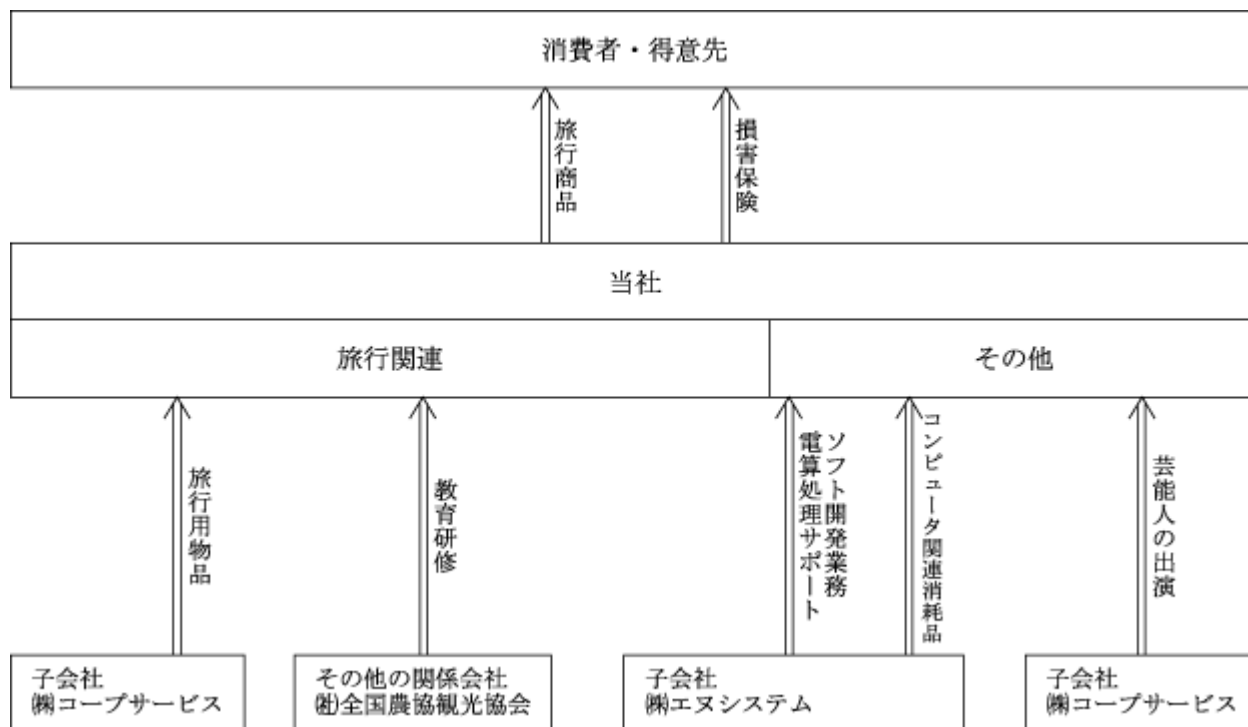 消費者・得意先
旅行商品
損害保険
当社
旅行関連
その他
旅行用物品
教育研修
ソフト開発業務
電算処理サポート
コンピュータ関連消耗品
芸能人の出演
子会社
㈱コープサービス
その他の関係会社
㈳全国農協観光協会
子会社
㈱エヌシステム
子会社
㈱コープサービス